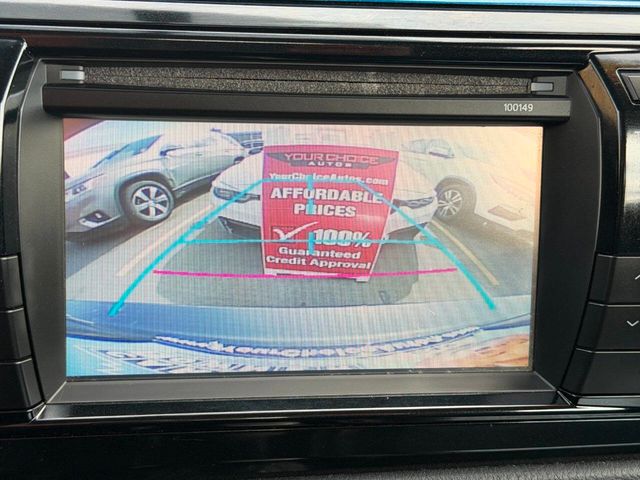 100149
YOUR CHOICE
AUTOS
YourChoiceAutos.com
AFFORDABLE
PRICES
100%
Guaranteed
Credit Approval